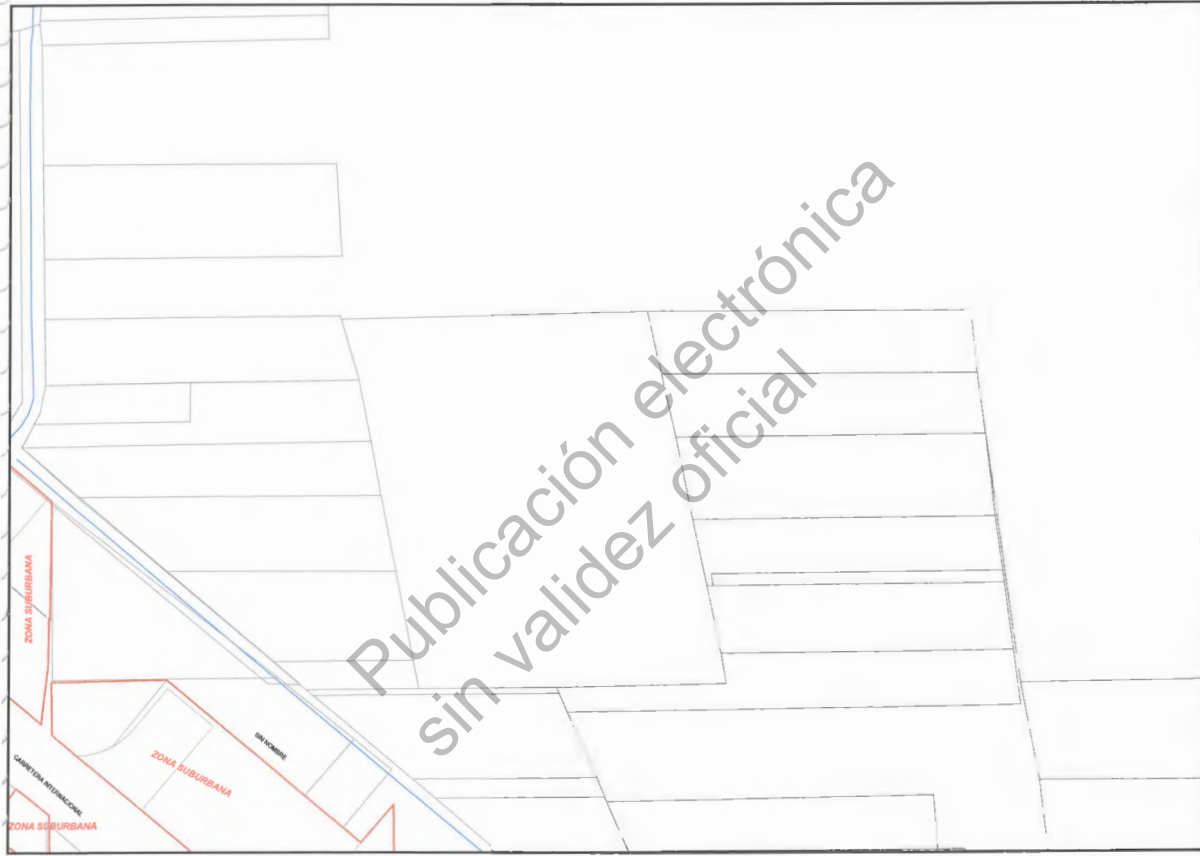 Publicación electrónica
sin validez oficial
ZONA SUBURBANA
SIN NOMBRE
ZONA SUBURBANA
CARRETERA INTERNACIONAL
ZONA SUBURBANA